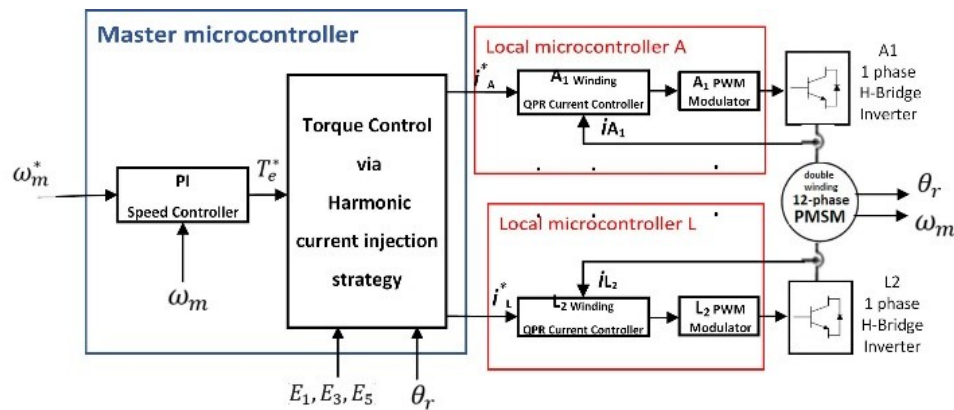 Master microcontroller
ω*m
PI
Speed Controller
ωm
T*e
Torque Control
via
Harmonic
current injection
strategy
E1, E3, E5
θr
Local microcontroller A
i*A
A1 Winding
QPR Current Controller
A1 PWM
Modulator
iA1
A1
1 phase
H-Bridge
Inverter
double
winding
12-phase
PMSM
θr
ωm
Local microcontroller L
iL2
i*L
L2 Winding
QPR Current Controller
L2 PWM
Modulator
L2
1 phase
H-Bridge
Inverter